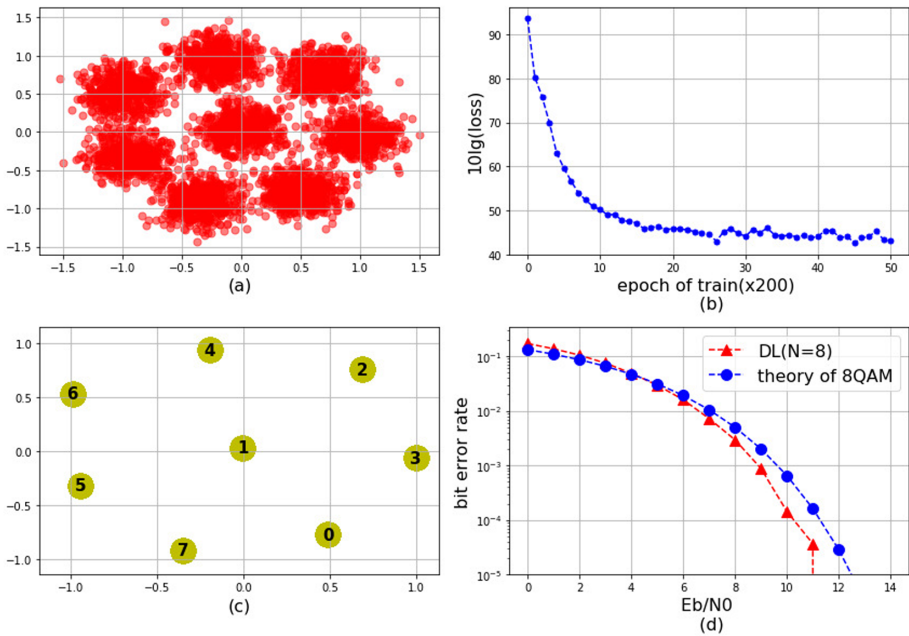 1.5
1.0
0.5
0.0
−0.5
−1.0
−1.5
−1.5 −1.0 −0.5 0.0 0.5 1.0 1.5
(a)
10lg(loss)
90
80
70
60
50
40
0 10 20 30 40 50
epoch of train(x200)
(b)
1.0
0.5
0.0
−0.5
−1.0
4
2
6
1
3
5
0
7
−1.0 −0.5 0.0 0.5 1.0
(c)
bit error rate
10⁻¹
10⁻²
10⁻³
10⁻⁴
10⁻⁵
DL(N=8)
theory of 8QAM
0 2 4 6 8 10 12 14
Eb/N0
(d)